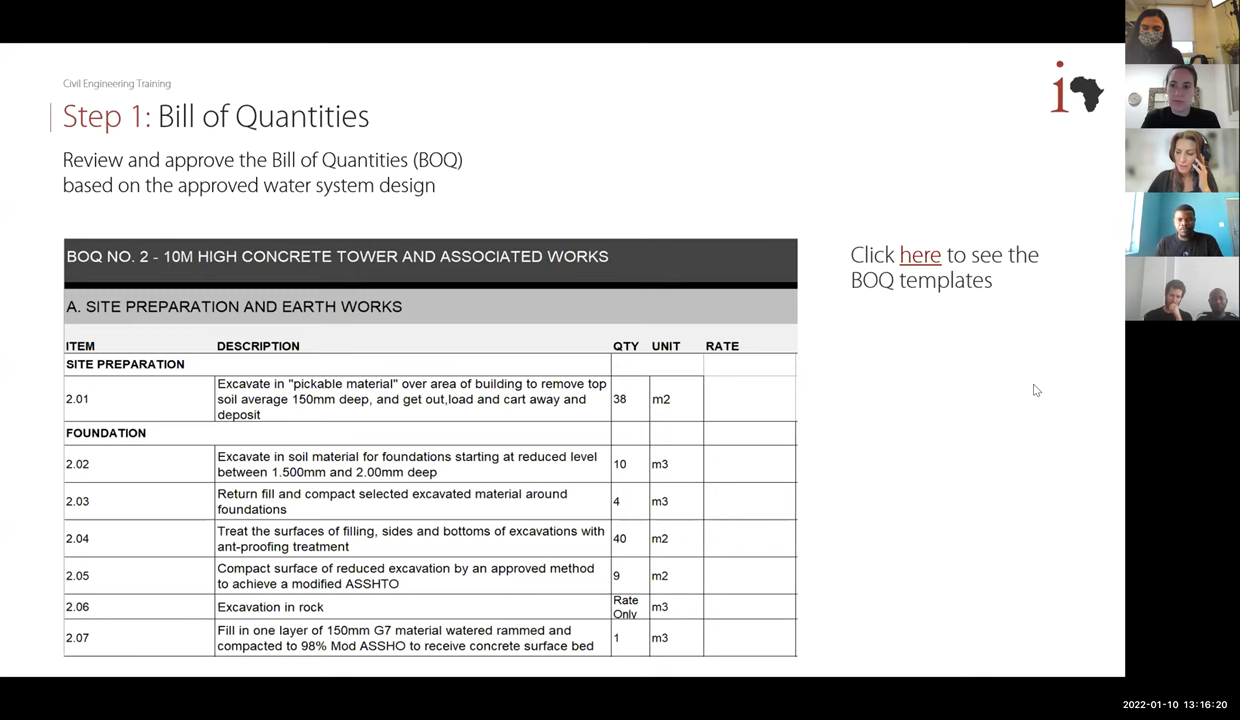 Civil Engineering Training
Step 1: Bill of Quantities
Review and approve the Bill of Quantities (BOQ)
based on the approved water system design
i
BOQ NO. 2 - 10M HIGH CONCRETE TOWER AND ASSOCIATED WORKS
A. SITE PREPARATION AND EARTH WORKS
ITEM DESCRIPTION QTY UNIT RATE
SITE PREPARATION
Excavate in "pickable material" over area of building to remove top
2.01 soil average 150mm deep, and get out,load and cart away and 38 m2
deposit
FOUNDATION
2.02 Excavate in soil material for foundations starting at reduced level 10 m3
between 1.500mm and 2.00mm deep
2.03 Return fill and compact selected excavated material around 4 m3
foundations
2.04 Treat the surfaces of filling, sides and bottoms of excavations with 40 m2
ant-proofing treatment
2.05 Compact surface of reduced excavation by an approved method 9 m2
to achieve a modified ASSHTO
2.06 Excavation in rock Rate m3
Only
2.07 Fill in one layer of 150mm G7 material watered rammed and 1 m3
compacted to 98% Mod ASSHO to receive concrete surface bed
Click here to see the
BOQ templates
2022-01-10 13:16:20